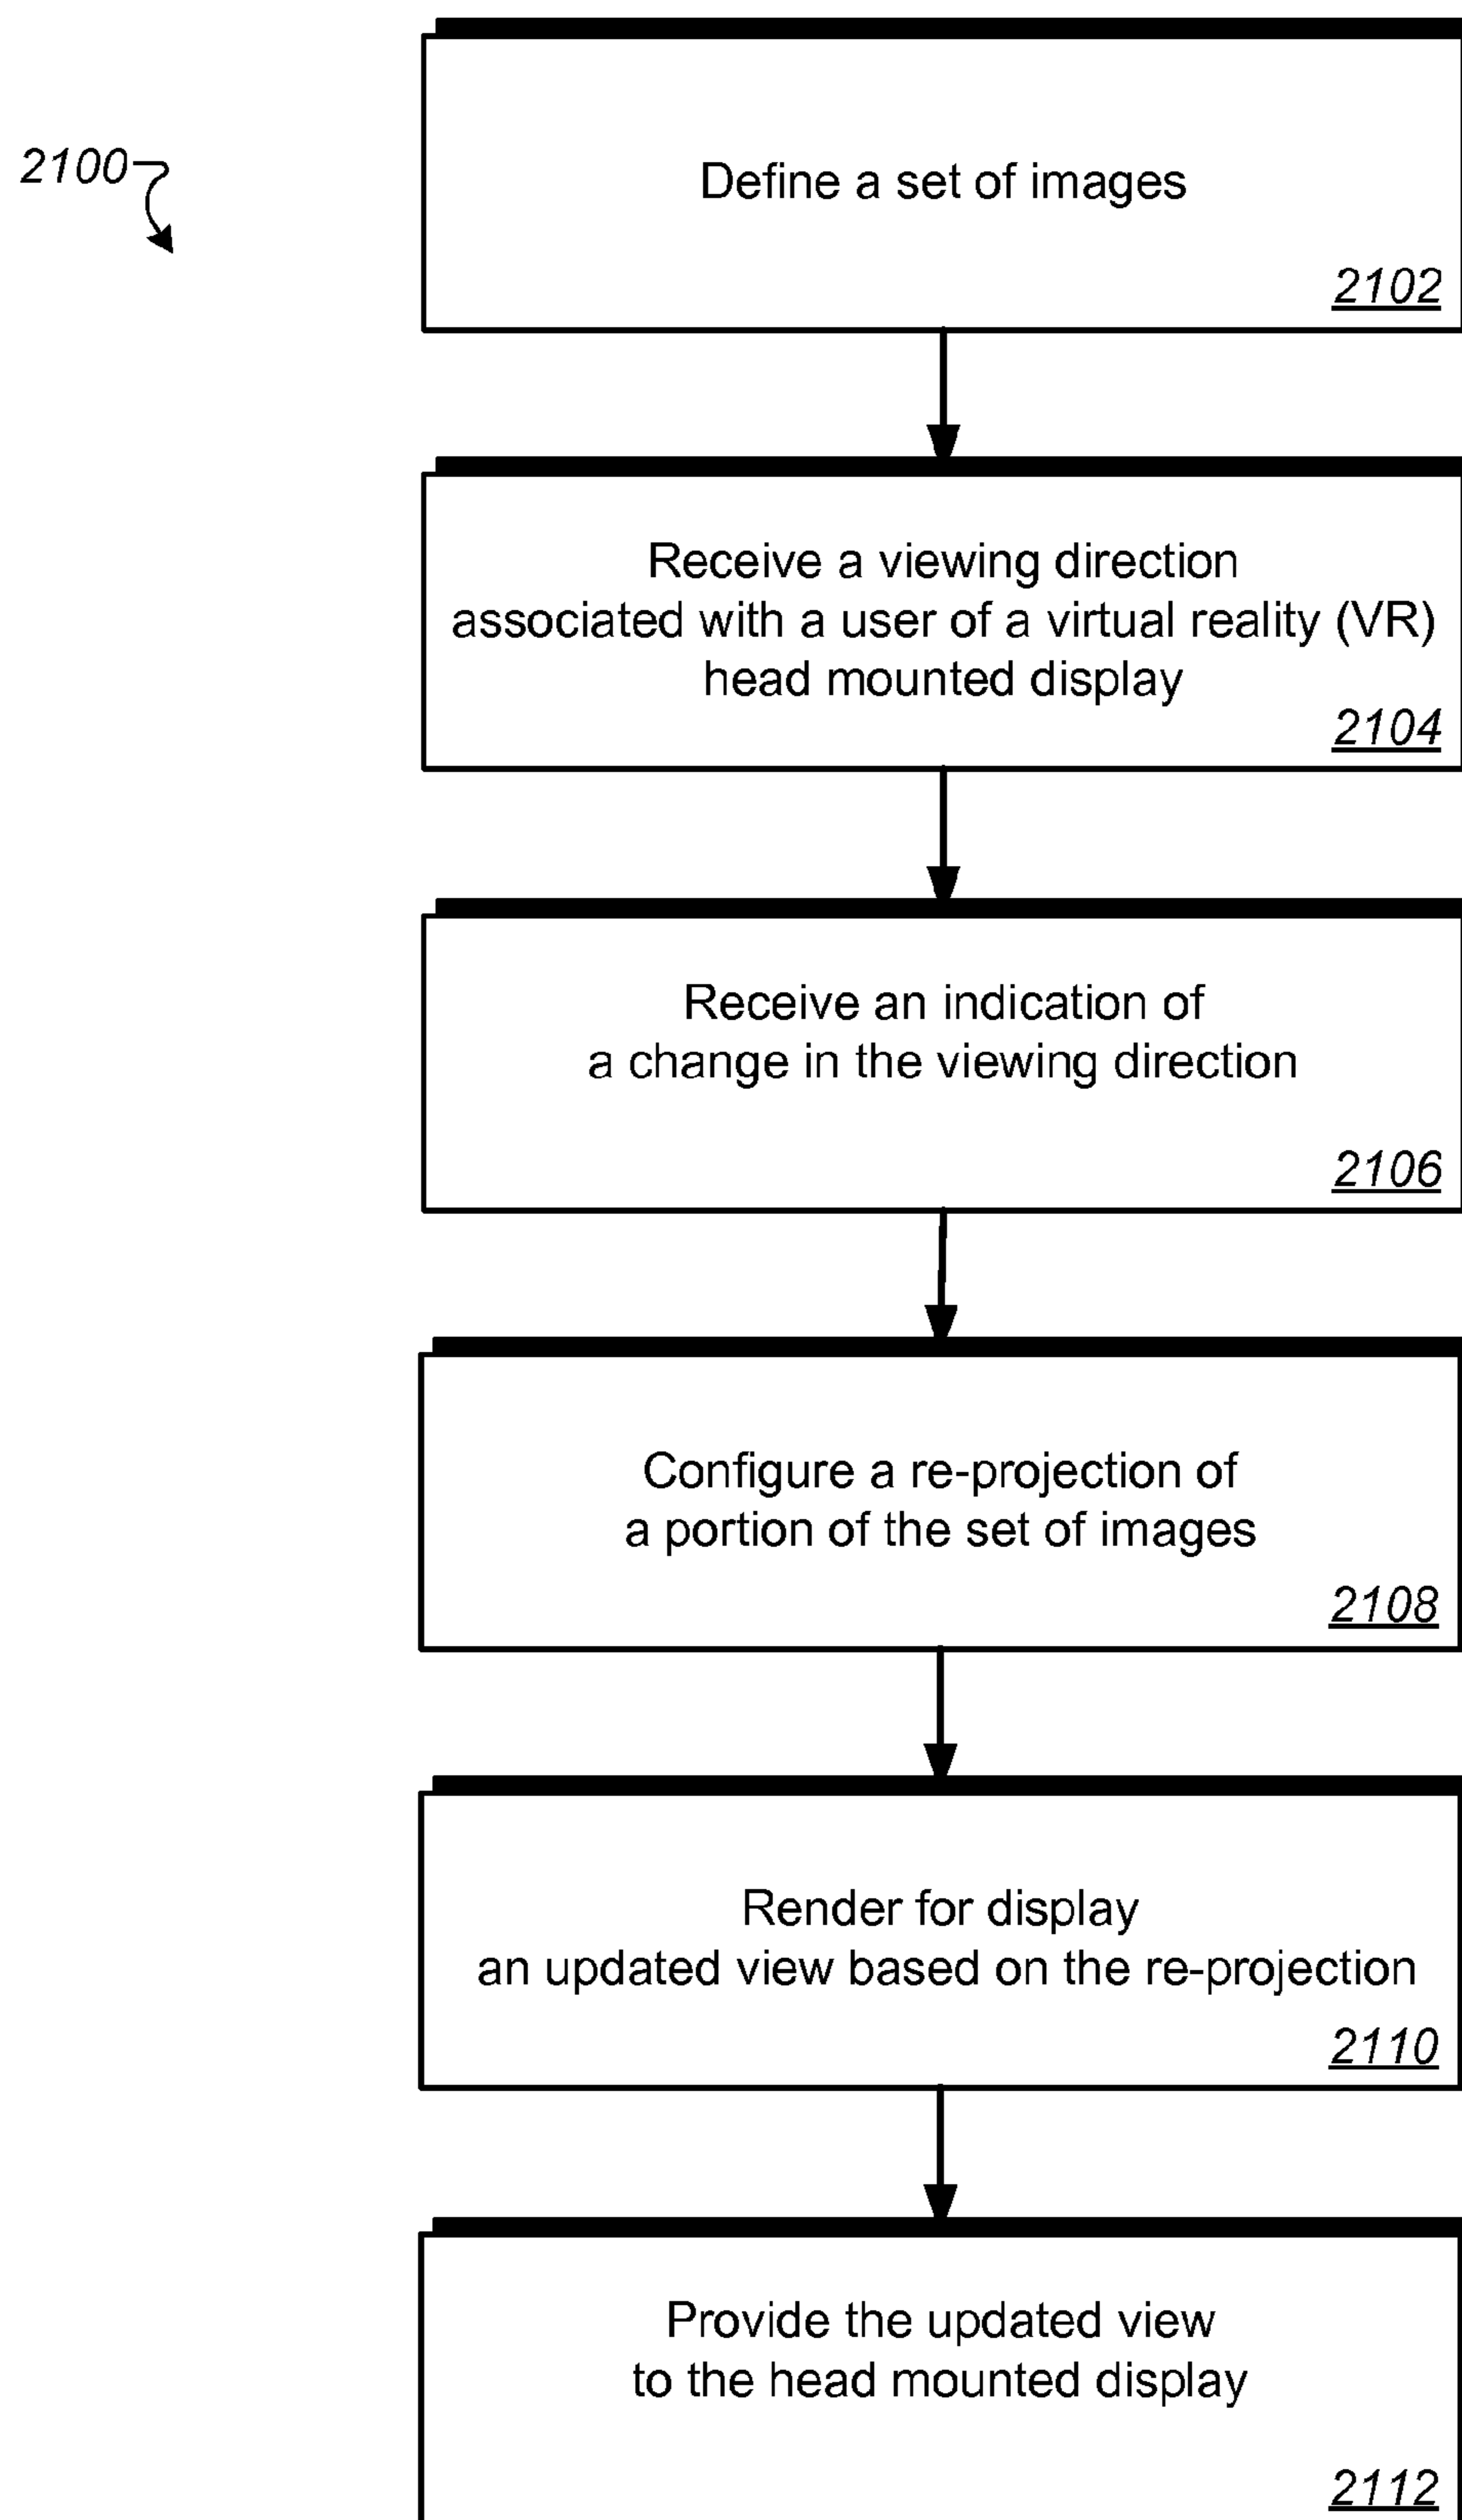 2100
Define a set of images
2102
Receive a viewing direction
associated with a user of a virtual reality (VR)
head mounted display
2104
Receive an indication of
a change in the viewing direction
2106
Configure a re-projection of
a portion of the set of images
2108
Render for display
an updated view based on the re-projection
2110
Provide the updated view
to the head mounted display
2112